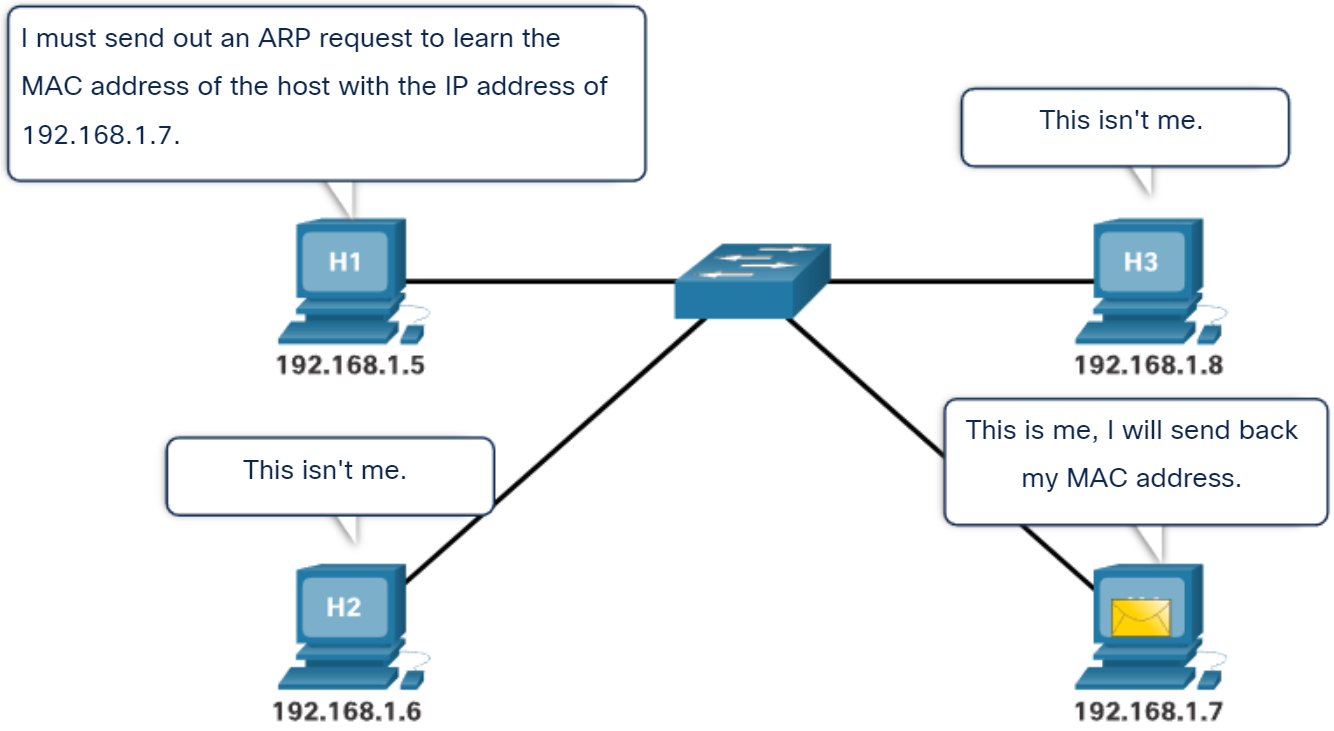 I must send out an ARP request to learn the
MAC address of the host with the IP address of
192.168.1.7.
This isn't me.
H1
H3
192.168.1.5
192.168.1.8
This isn't me.
This is me, I will send back
my MAC address.
H2
192.168.1.6
192.168.1.7